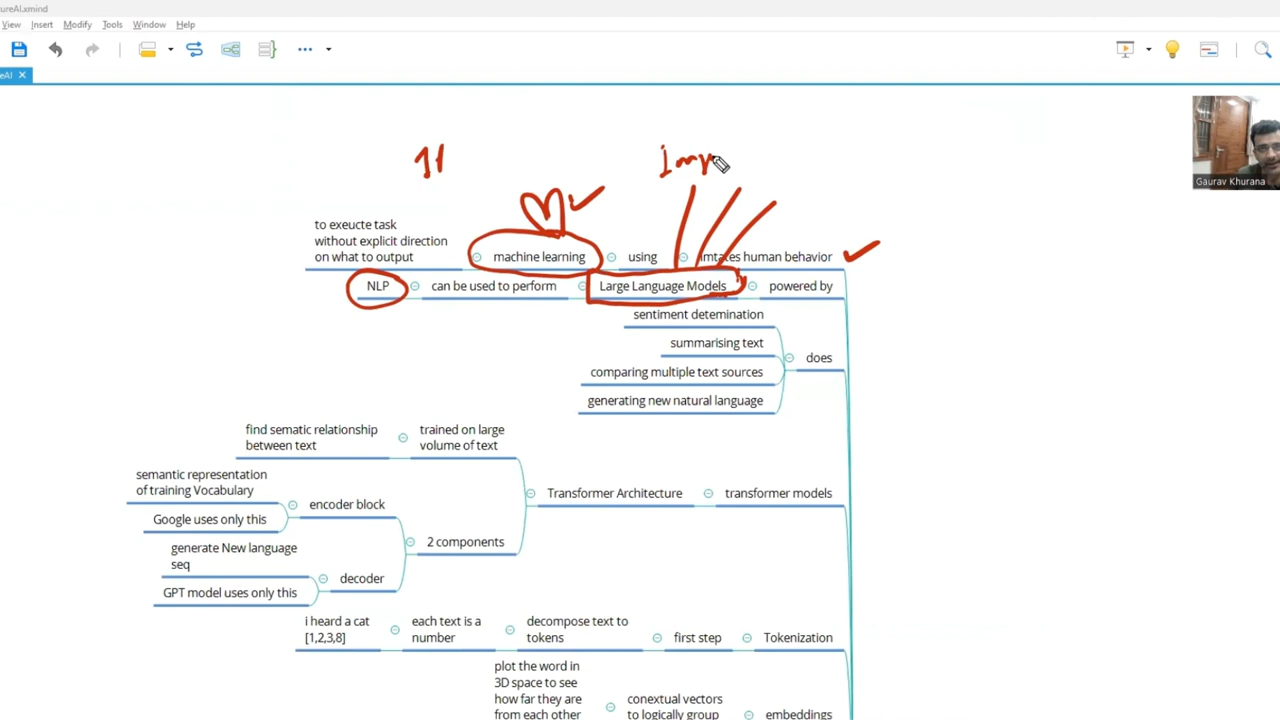 ureAI.xmind
View Insert Modify Tools Window Help
eAI
Gaurav Khurana
to exeucte task
without explicit direction
on what to output
machine learning
using
imtates human behavior
NLP
can be used to perform
Large Language Models
powered by
sentiment detemination
summarising text
does
comparing multiple text sources
generating new natural language
find sematic relationship
between text
trained on large
volume of text
semantic representation
of training Vocabulary
encoder block
Google uses only this
Transformer Architecture
transformer models
2 components
generate New language
seq
decoder
GPT model uses only this
i heard a cat
[1,2,3,8]
each text is a
number
decompose text to
tokens
first step
Tokenization
plot the word in
3D space to see
how far they are
from each other
conextual vectors
to logically group
embeddings